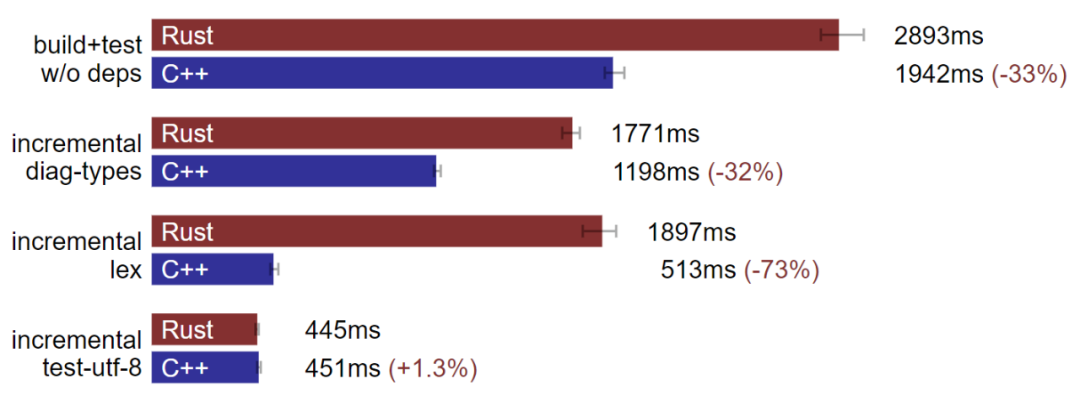 build+test
w/o deps
Rust 2893ms
C++ 1942ms (-33%)
incremental
diag-types
Rust 1771ms
C++ 1198ms (-32%)
incremental
lex
Rust 1897ms
C++ 513ms (-73%)
incremental
test-utf-8
Rust 445ms
C++ 451ms (+1.3%)